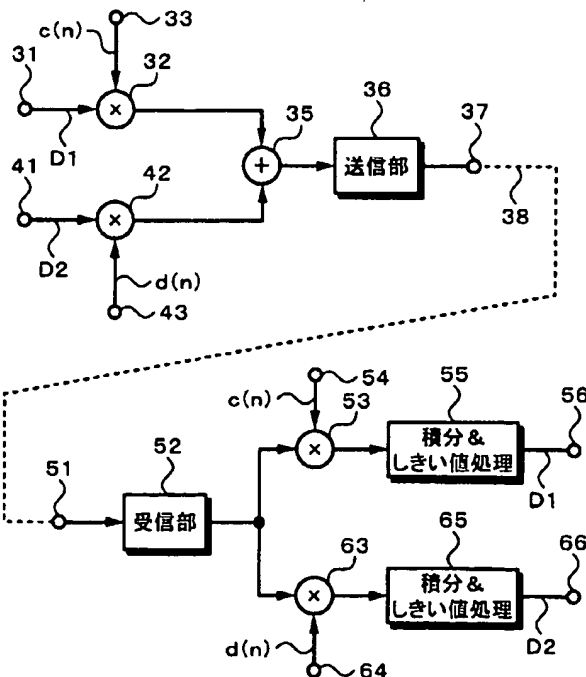 33
c(n)
31
32
×
D1
35
36
37
+
送信部
38
41
42
×
D2
d(n)
43
54
c(n)
53
55
56
×
積分&
しきい値処理
D1
51
52
受信部
63
65
66
×
積分&
しきい値処理
D2
d(n)
64